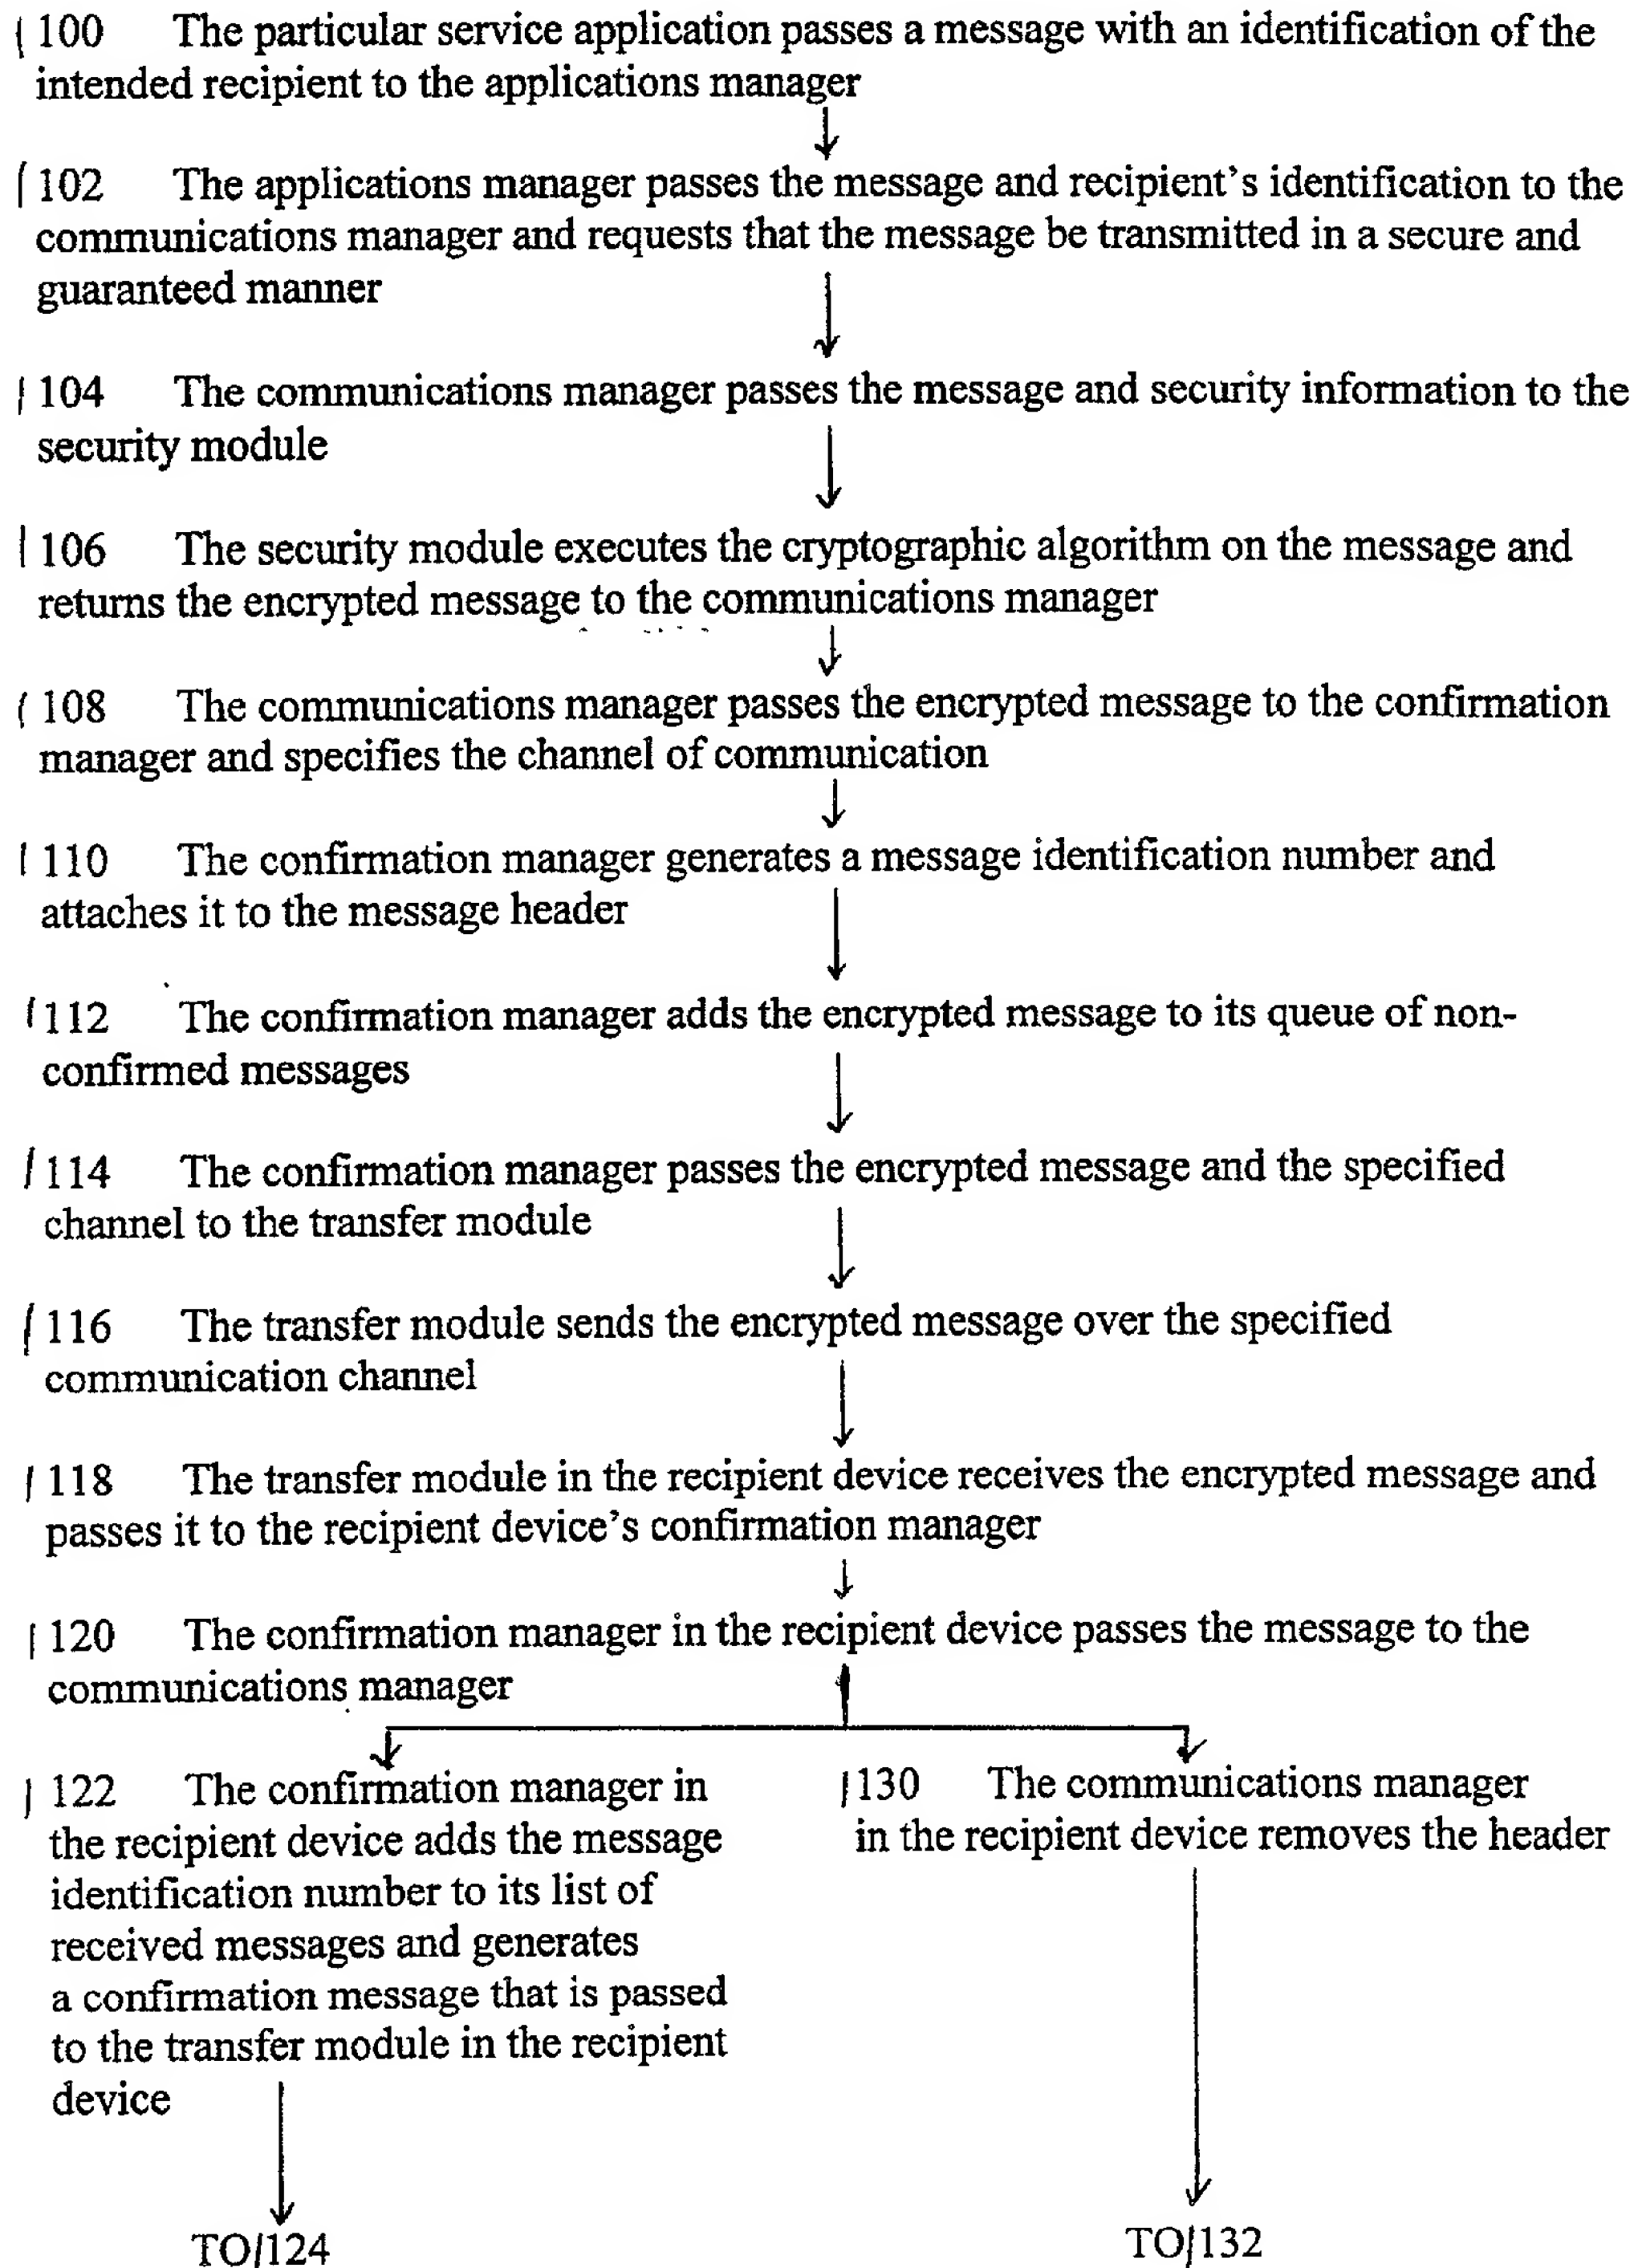 100 The particular service application passes a message with an identification of the
intended recipient to the applications manager
102 The applications manager passes the message and recipient's identification to the
communications manager and requests that the message be transmitted in a secure and
guaranteed manner
104 The communications manager passes the message and security information to the
security module
106 The security module executes the cryptographic algorithm on the message and
returns the encrypted message to the communications manager
108 The communications manager passes the encrypted message to the confirmation
manager and specifies the channel of communication
110 The confirmation manager generates a message identification number and
attaches it to the message header
112 The confirmation manager adds the encrypted message to its queue of non-
confirmed messages
114 The confirmation manager passes the encrypted message and the specified
channel to the transfer module
116 The transfer module sends the encrypted message over the specified
communication channel
118 The transfer module in the recipient device receives the encrypted message and
passes it to the recipient device's confirmation manager
120 The confirmation manager in the recipient device passes the message to the
communications manager
122 The confirmation manager in
the recipient device adds the message
identification number to its list of
received messages and generates
a confirmation message that is passed
to the transfer module in the recipient
device
TO/124
130 The communications manager
in the recipient device removes the header
TO/132